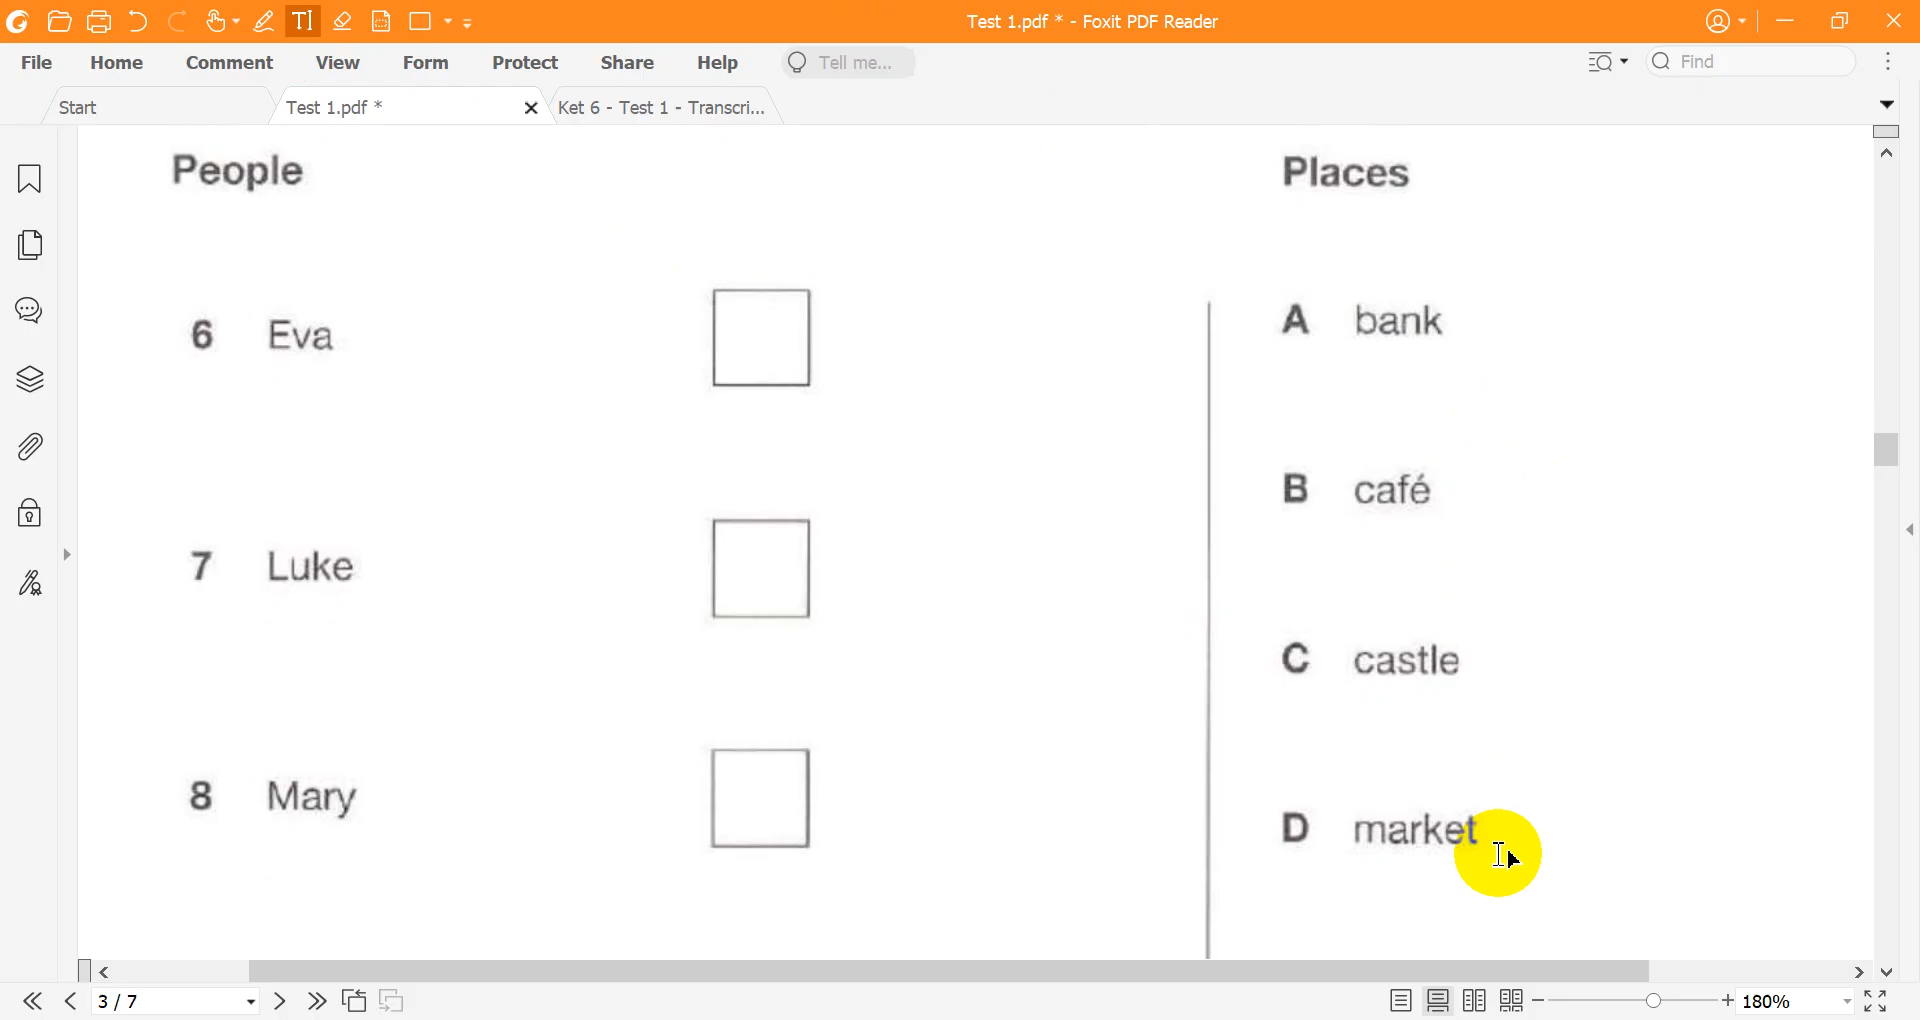 Test 1.pdf * - Foxit PDF Reader
File Home Comment View Form Protect Share Help Tell me... Find
Start Test 1.pdf * Ket 6 - Test 1 - Transcri...
People
6 Eva
7 Luke
8 Mary
Places
A bank
B café
C castle
D market
3 / 7
180%